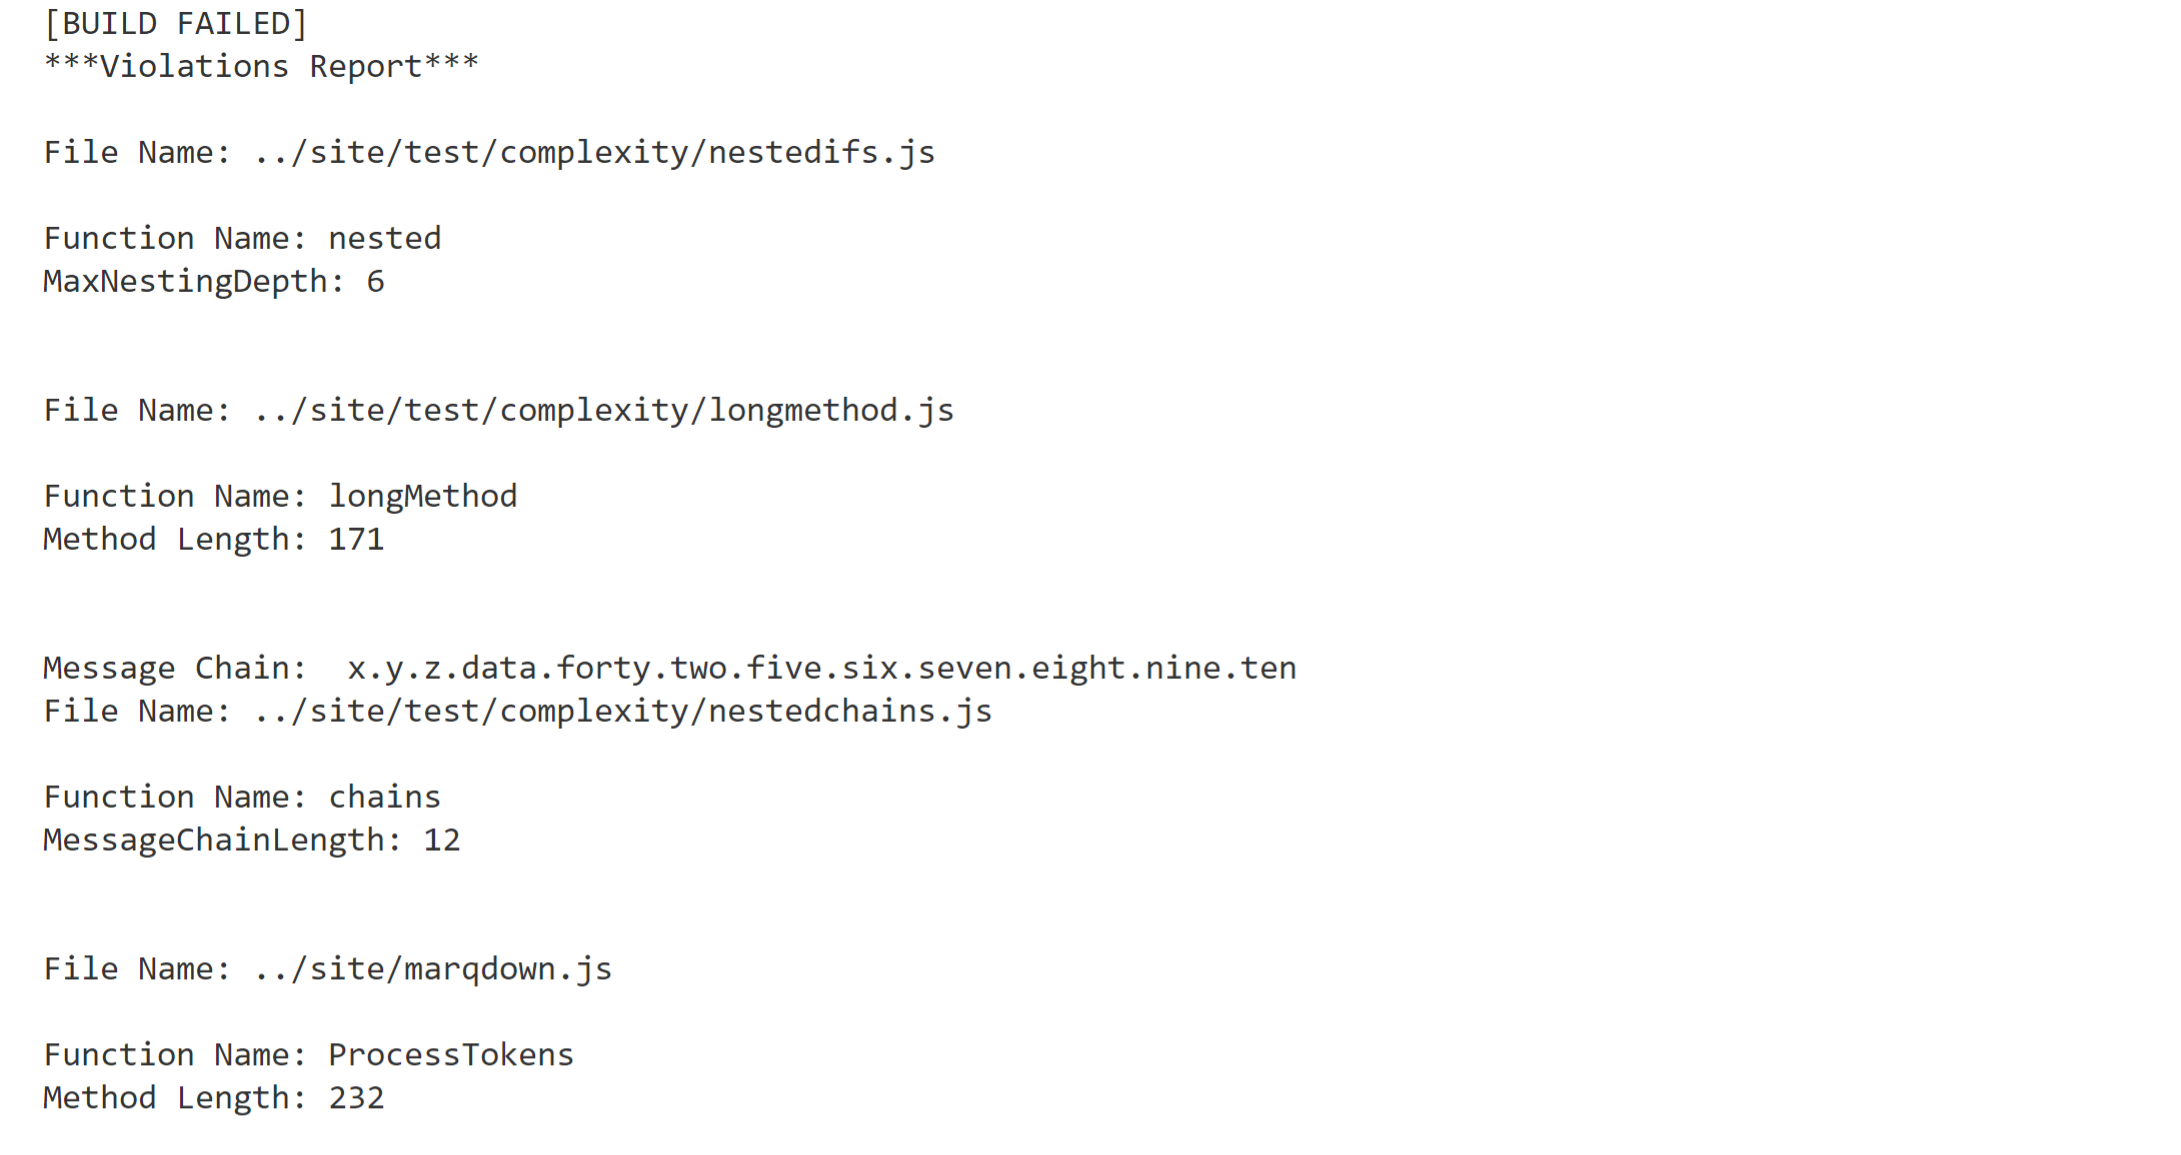 [BUILD FAILED]
***Violations Report***
File Name: ../site/test/complexity/nestedifs.js
Function Name: nested
MaxNestingDepth: 6
File Name: ../site/test/complexity/longmethod.js
Function Name: longMethod
Method Length: 171
Message Chain:  x.y.z.data.forty.two.five.six.seven.eight.nine.ten
File Name: ../site/test/complexity/nestedchains.js
Function Name: chains
MessageChainLength: 12
File Name: ../site/marqdown.js
Function Name: ProcessTokens
Method Length: 232